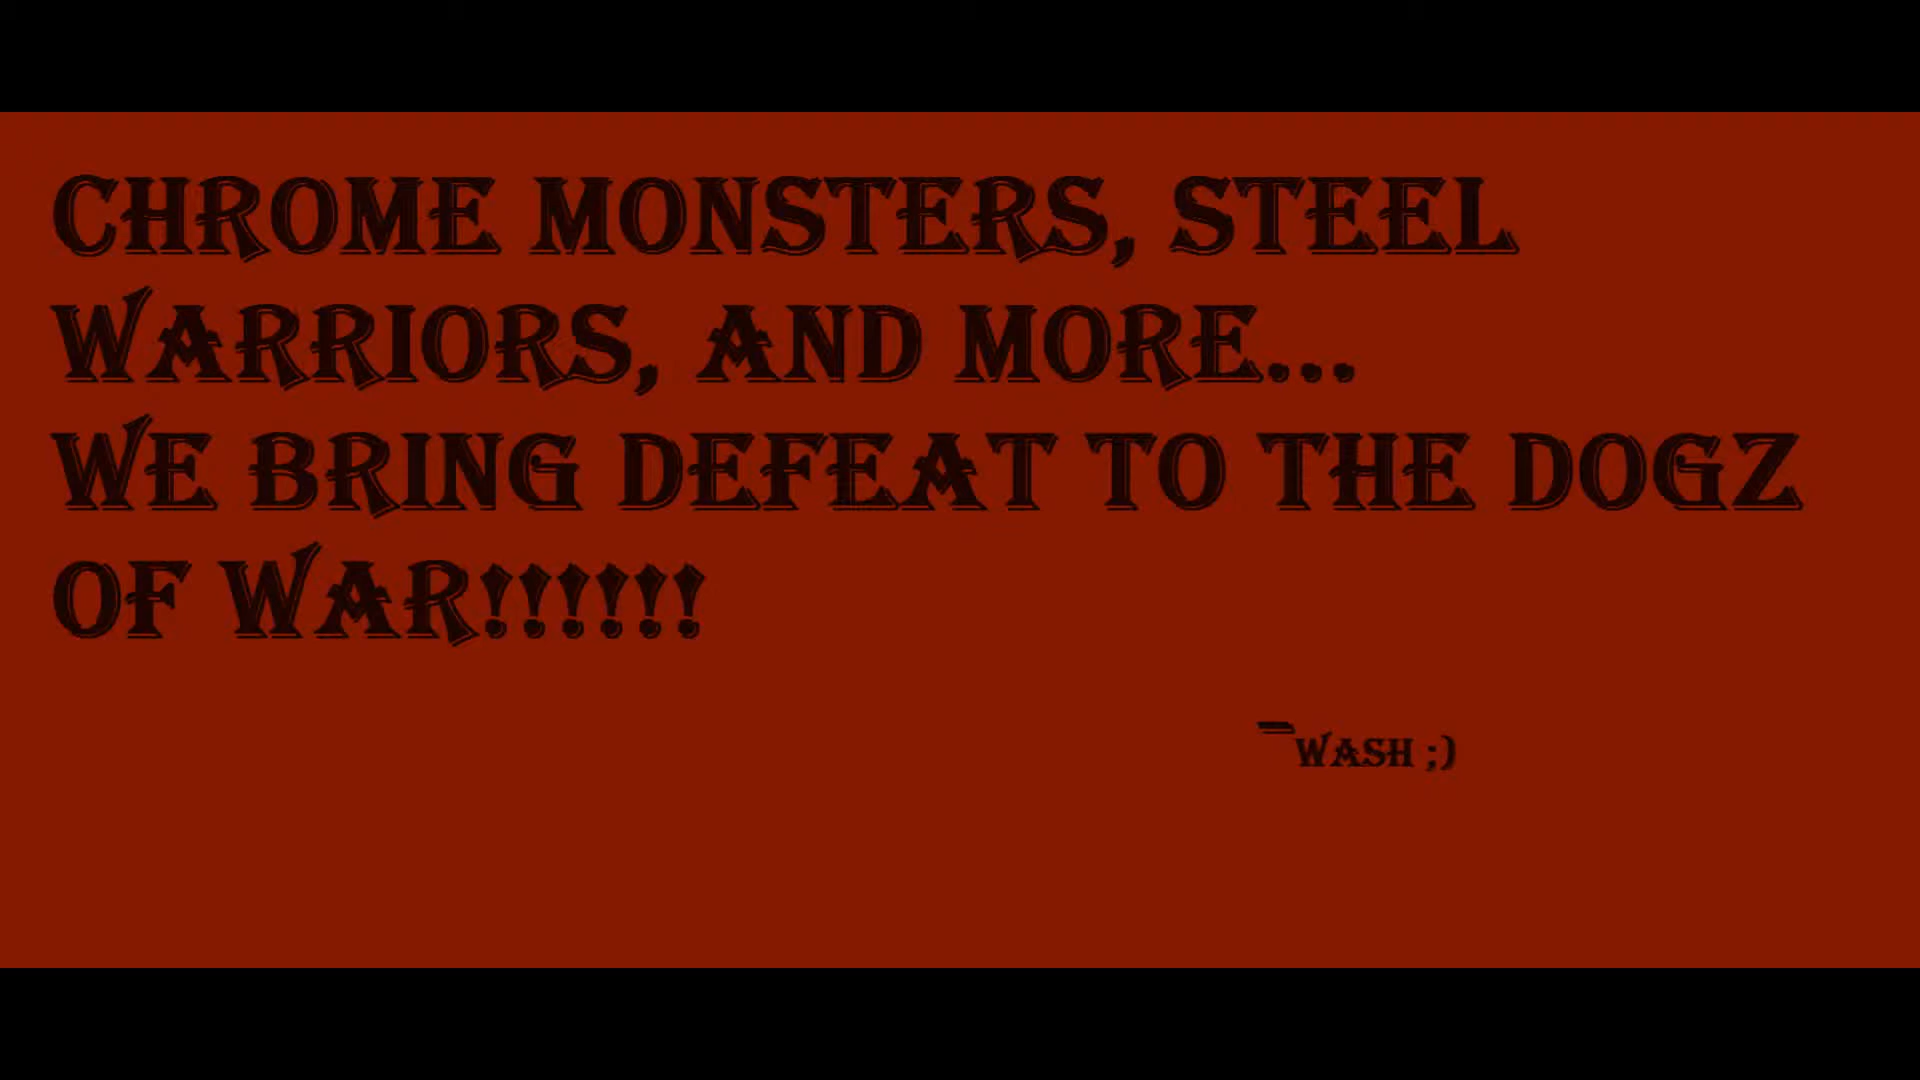 CHROME MONSTERS, STEEL
WARRIORS, AND MORE...
WE BRING DEFEAT TO THE DOGZ
OF WAR!!!!!!
¯WASH ;)